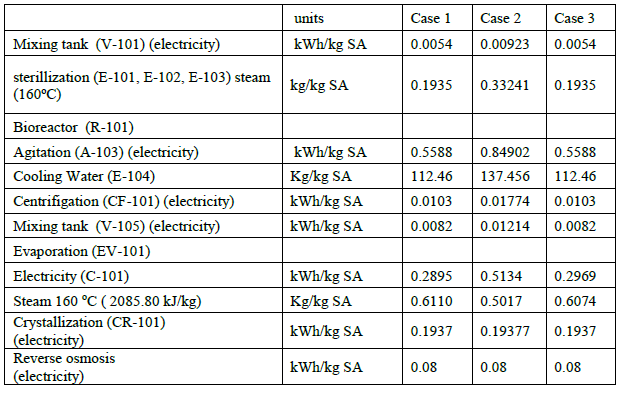 units Case 1 Case 2 Case 3
Mixing tank (V-101) (electricity) kWh/kg SA 0.0054 0.00923 0.0054
sterillization (E-101, E-102, E-103) steam
(160ºC) kg/kg SA 0.1935 0.33241 0.1935
Bioreactor (R-101)
Agitation (A-103) (electricity) kWh/kg SA 0.5588 0.84902 0.5588
Cooling Water (E-104) Kg/kg SA 112.46 137.456 112.46
Centrifigation (CF-101) (electricity) kWh/kg SA 0.0103 0.01774 0.0103
Mixing tank (V-105) (electricity) kWh/kg SA 0.0082 0.01214 0.0082
Evaporation (EV-101)
Electricity (C-101) kWh/kg SA 0.2895 0.5134 0.2969
Steam 160 ºC ( 2085.80 kJ/kg) Kg/kg SA 0.6110 0.5017 0.6074
Crystallization (CR-101)
(electricity) kWh/kg SA 0.1937 0.19377 0.1937
Reverse osmosis
(electricity) kWh/kg SA 0.08 0.08 0.08